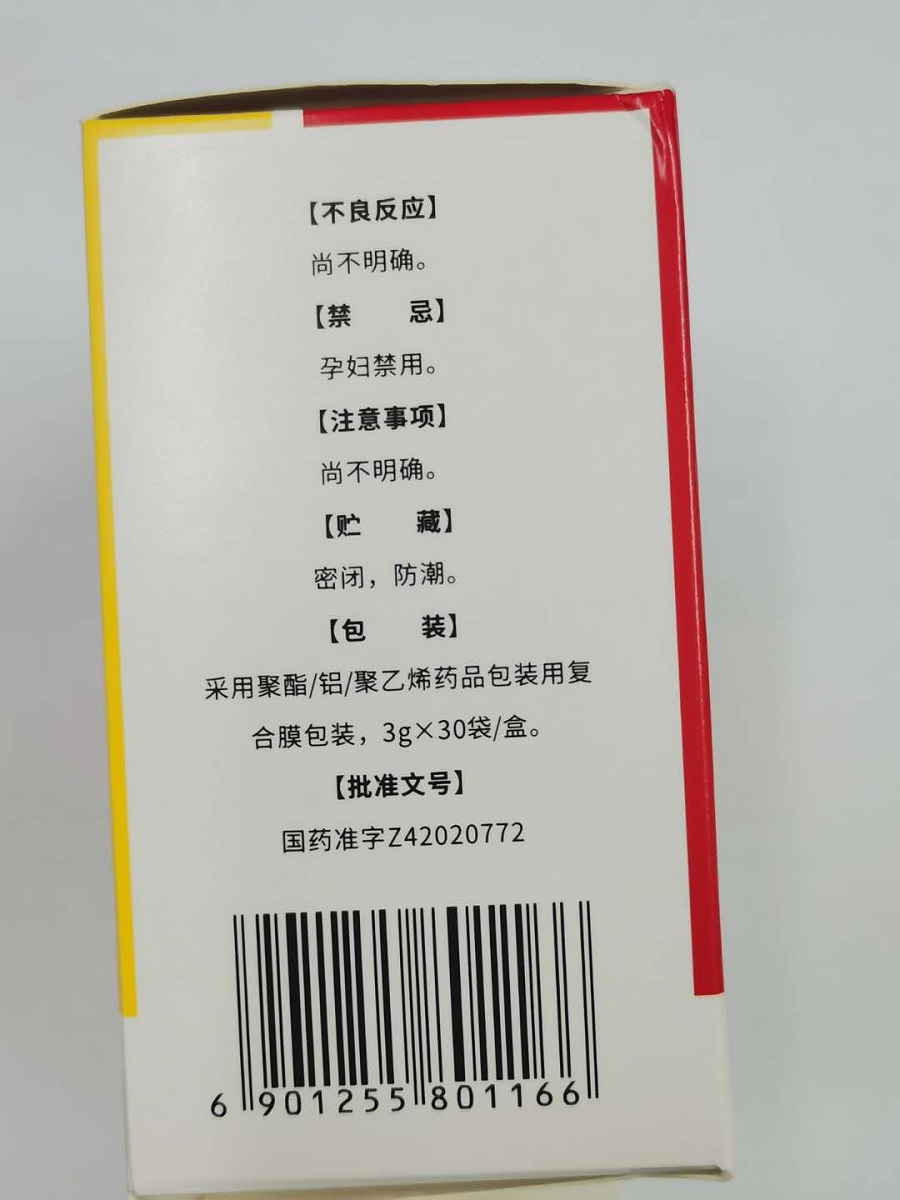 【不良反应】
尚不明确。
【禁 忌】
孕妇禁用。
【注意事项】
尚不明确。
【贮 藏】
密闭，防潮。
【包 装】
采用聚酯/铝/聚乙烯药品包装用复
合膜包装，3g×30袋/盒。
【批准文号】
国药准字Z42020772
6 901255 801166